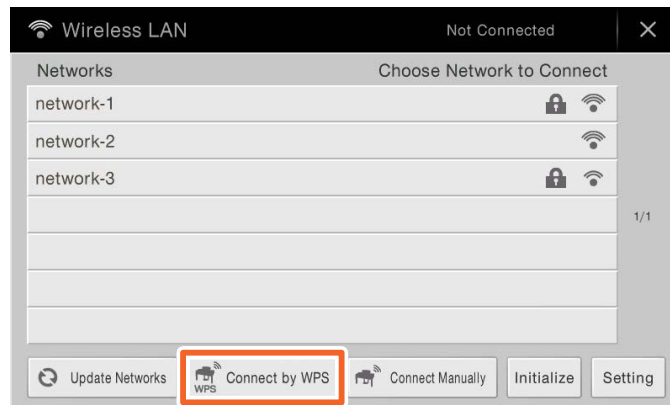 Wireless LAN Not Connected
Networks Choose Network to Connect
network-1
network-2
network-3
1/1
Update Networks WPS Connect by WPS Connect Manually Initialize Setting